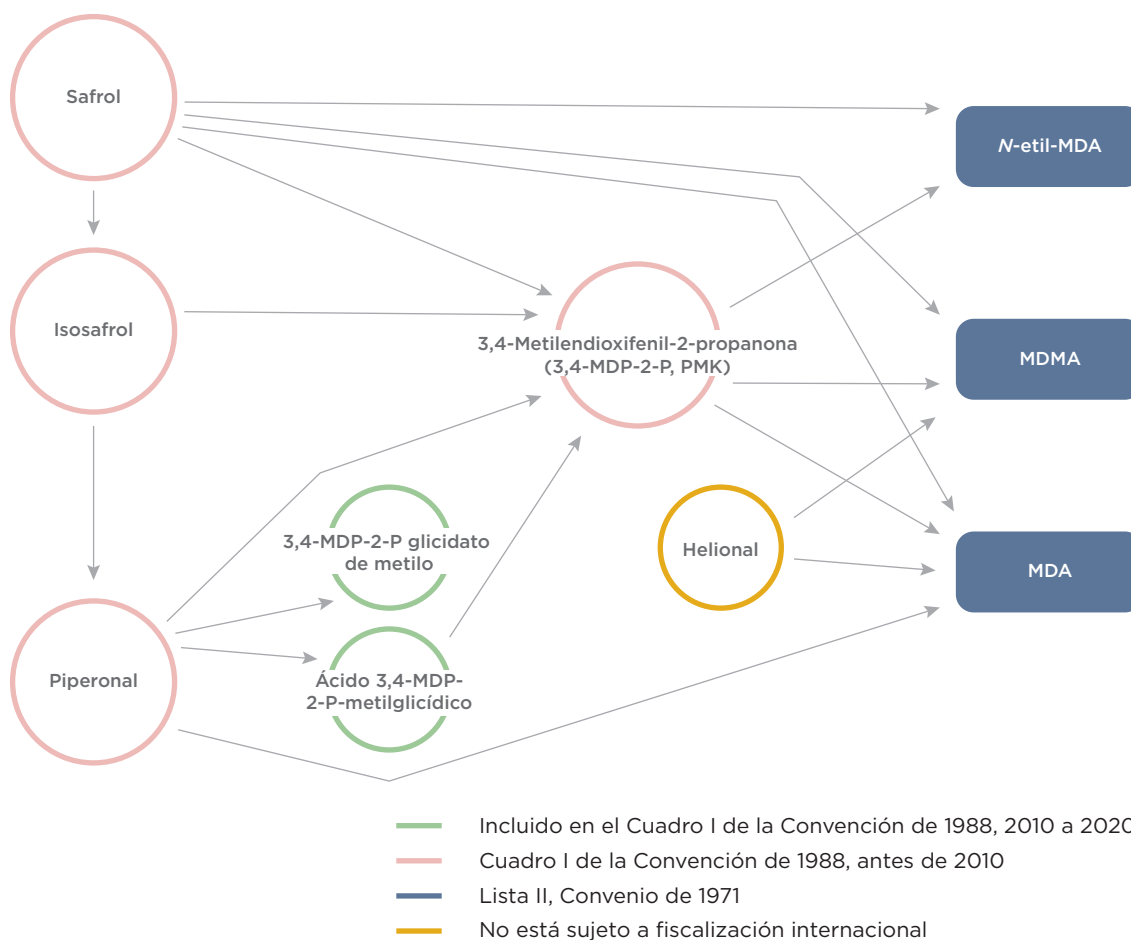 Safrol
N-etil-MDA
Isosafrol
3,4-Metilendioxifenil-2-propanona
(3,4-MDP-2-P, PMK)
MDMA
3,4-MDP-2-P glicidato
de metilo
Helional
MDA
Piperonal
Ácido 3,4-MDP-
2-P-metilglicídico
Incluido en el Cuadro I de la Convención de 1988, 2010 a 2020
Cuadro I de la Convención de 1988, antes de 2010
Lista II, Convenio de 1971
No está sujeto a fiscalización internacional